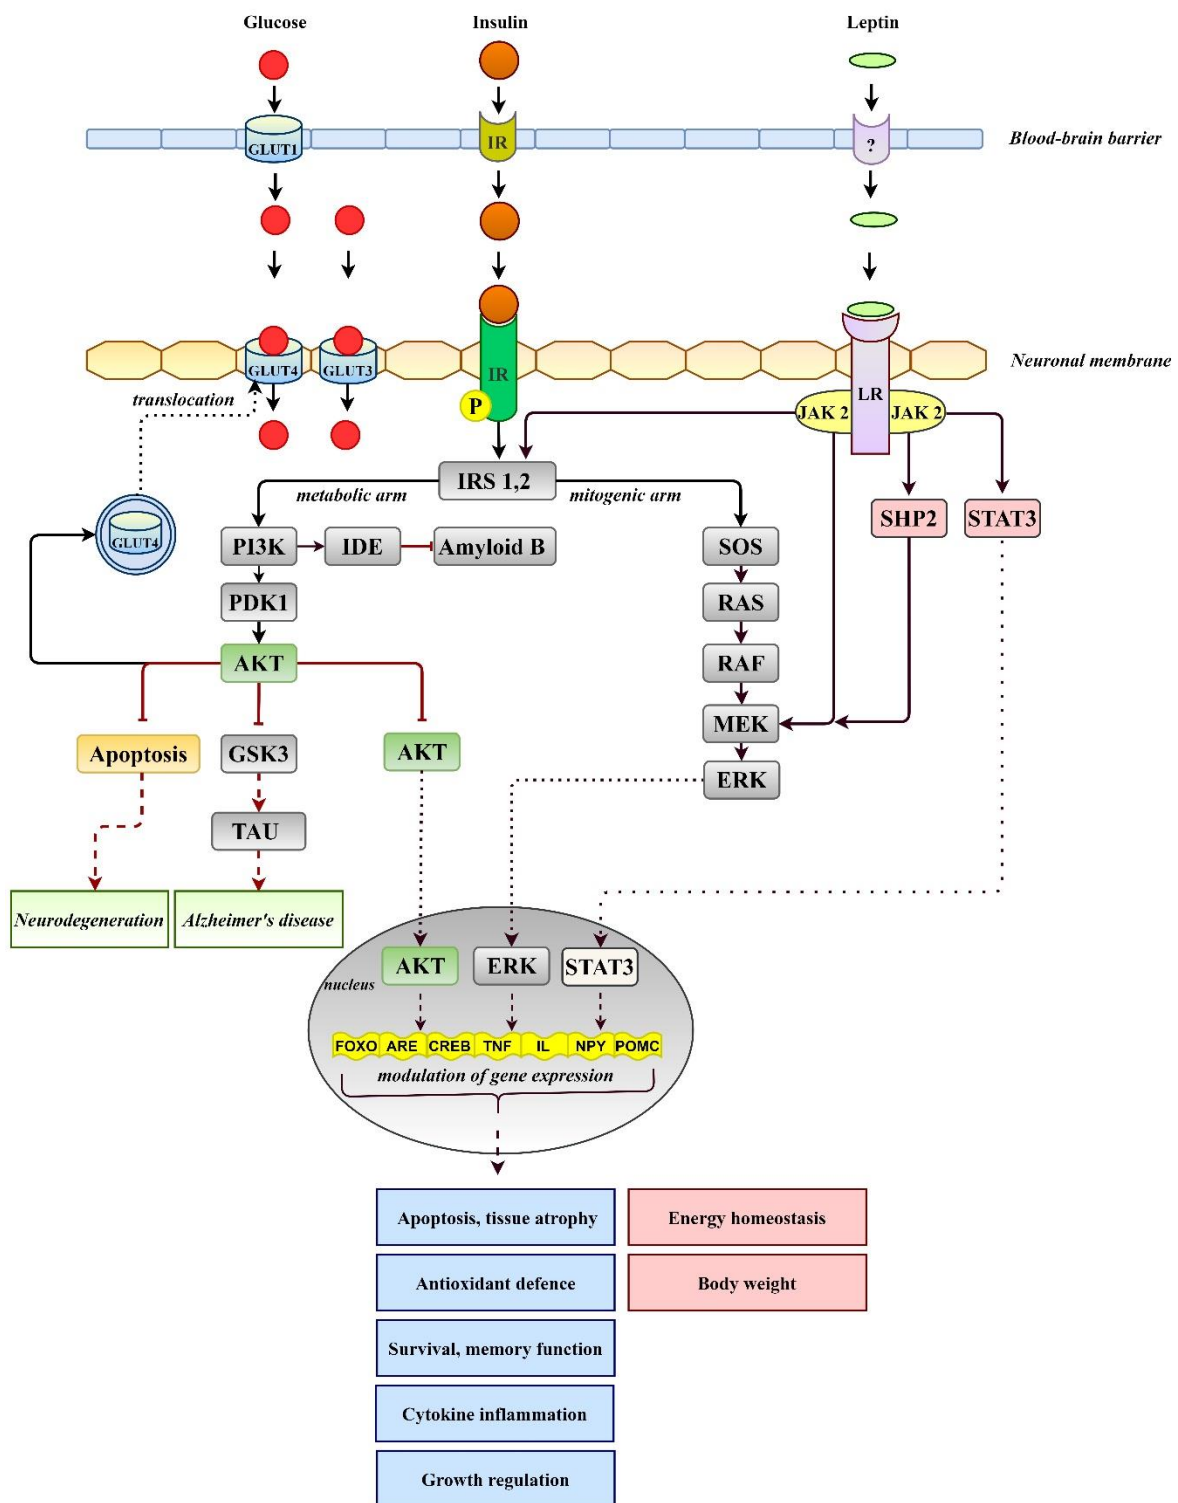 Glucose
Insulin
Leptin
GLUT1
IR
?
Blood-brain barrier
GLUT4
GLUT3
IR
Neuronal membrane
translocation
P
JAK 2
LR
JAK 2
IRS 1,2
metabolic arm
mitogenic arm
SHP2
STAT3
GLUT4
PI3K
IDE
Amyloid B
SOS
PDK1
RAS
AKT
RAF
MEK
Apoptosis
GSK3
AKT
ERK
TAU
Neurodegeneration
Alzheimer's disease
AKT
ERK
STAT3
nucleus
FOXO
ARE
CREB
TNF
IL
NPY
POMC
modulation of gene expression
Apoptosis, tissue atrophy
Energy homeostasis
Antioxidant defence
Body weight
Survival, memory function
Cytokine inflammation
Growth regulation